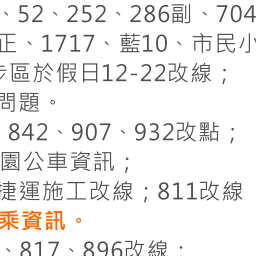 、52、252、286副、704
正、1717、藍10、市民小
步區於假日12-22改線；
問題。
、842、907、932改點；
園公車資訊；
捷運施工改線；811改線
乘資訊。
、817、896改線；